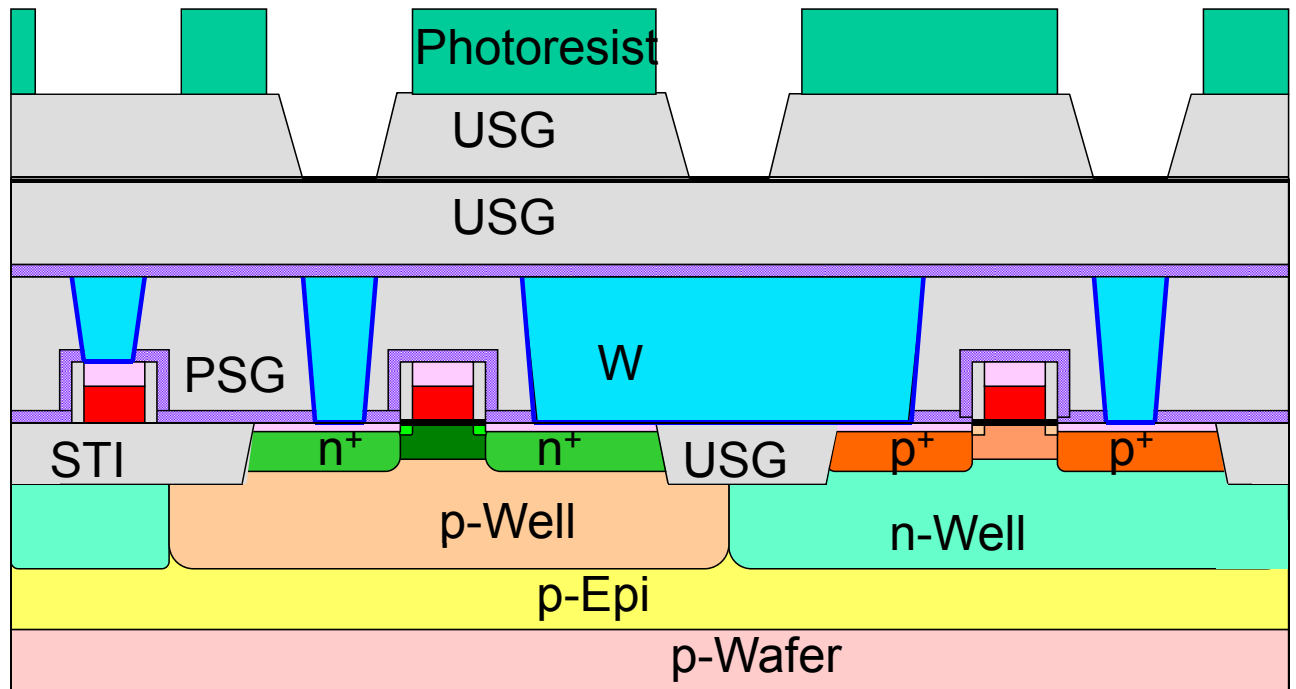 Photoresist
USG
USG
W
PSG
STI
n+
n+
USG
p+
p+
p-Well
n-Well
p-Epi
p-Wafer